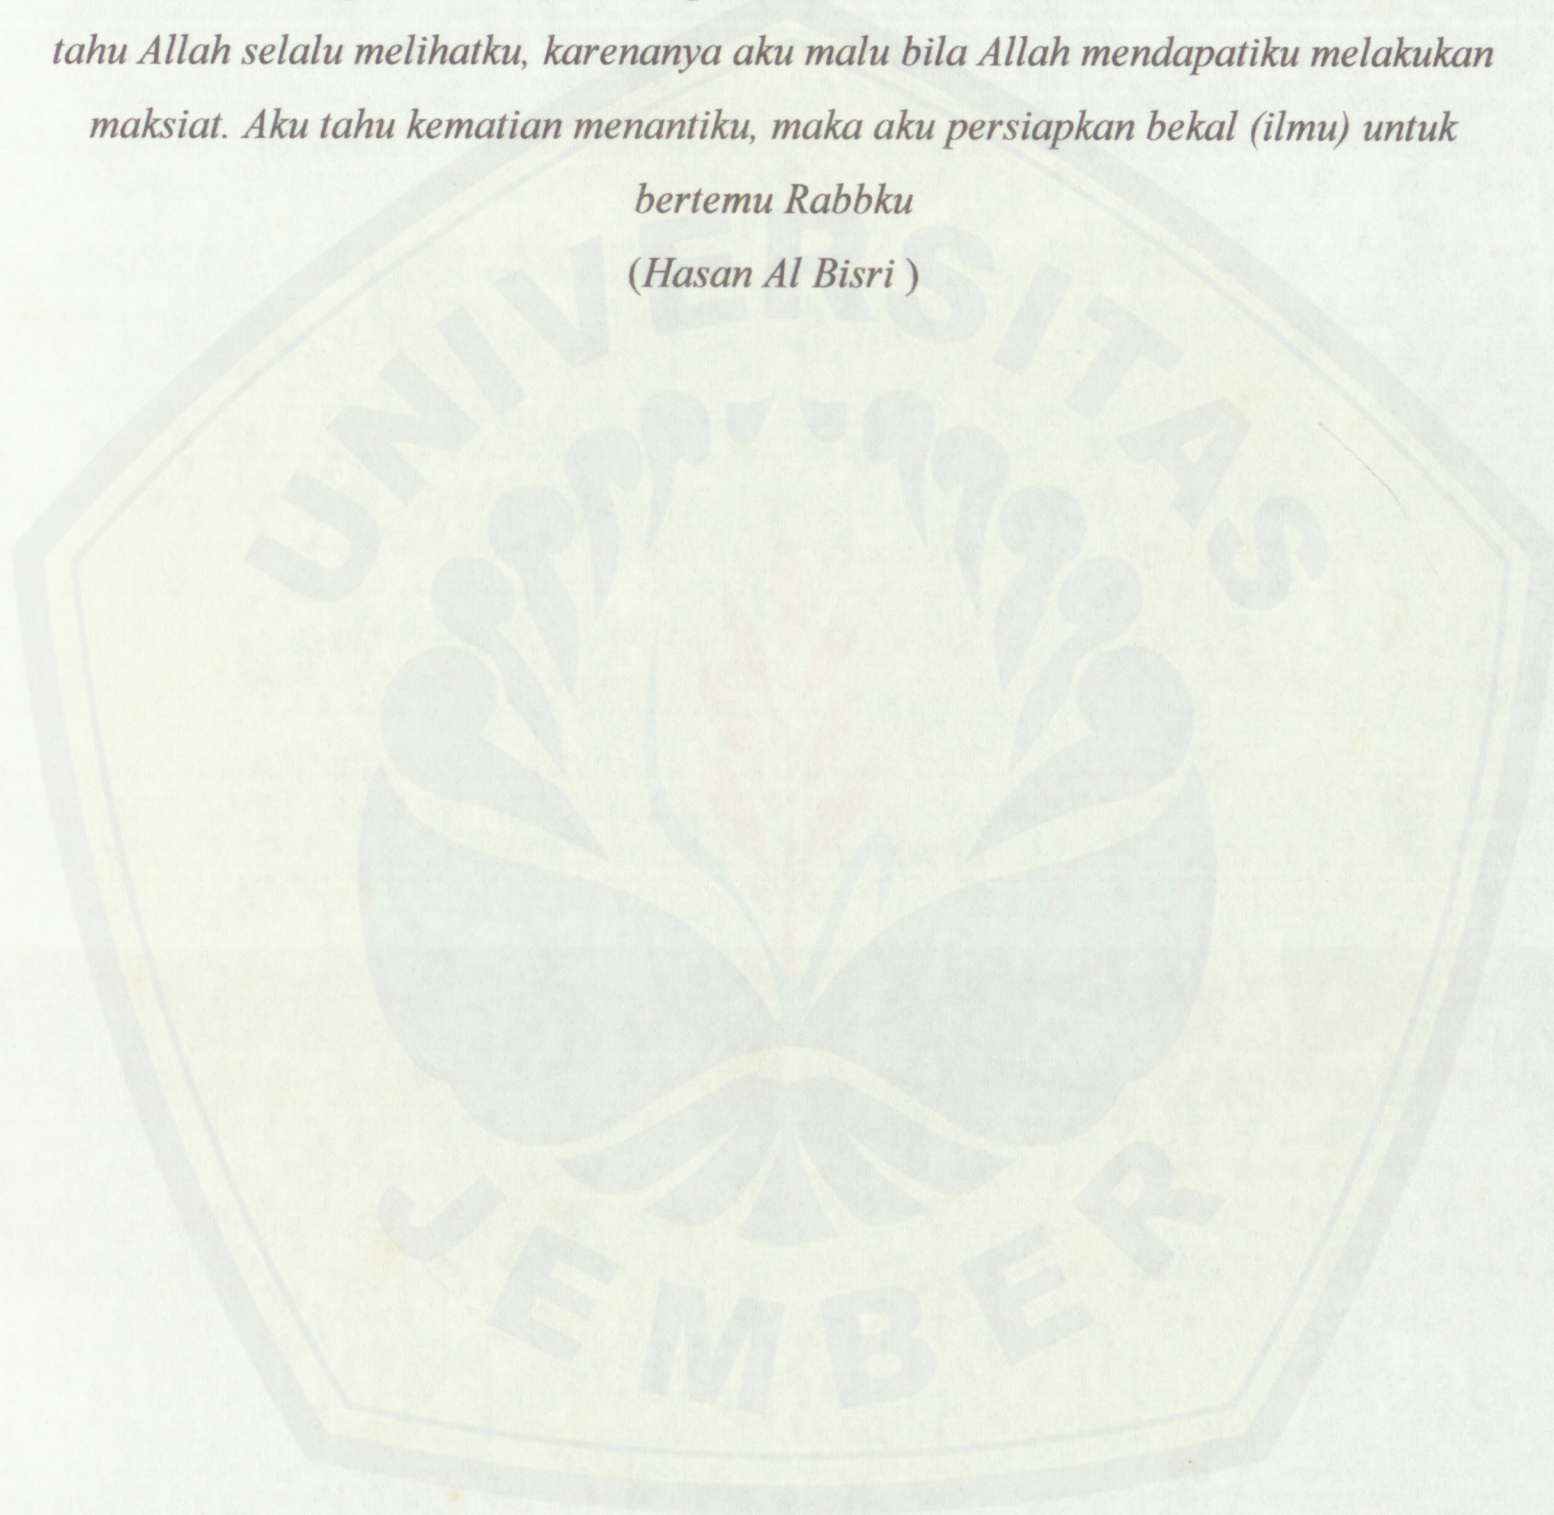 tahu Allah selalu melihatku, karenanya aku malu bila Allah mendapatiku melakukan
maksiat. Aku tahu kematian menantiku, maka aku persiapkan bekal (ilmu) untuk
bertemu Rabbku
(Hasan Al Bisri )
UNIVERSITAS
JEMBER